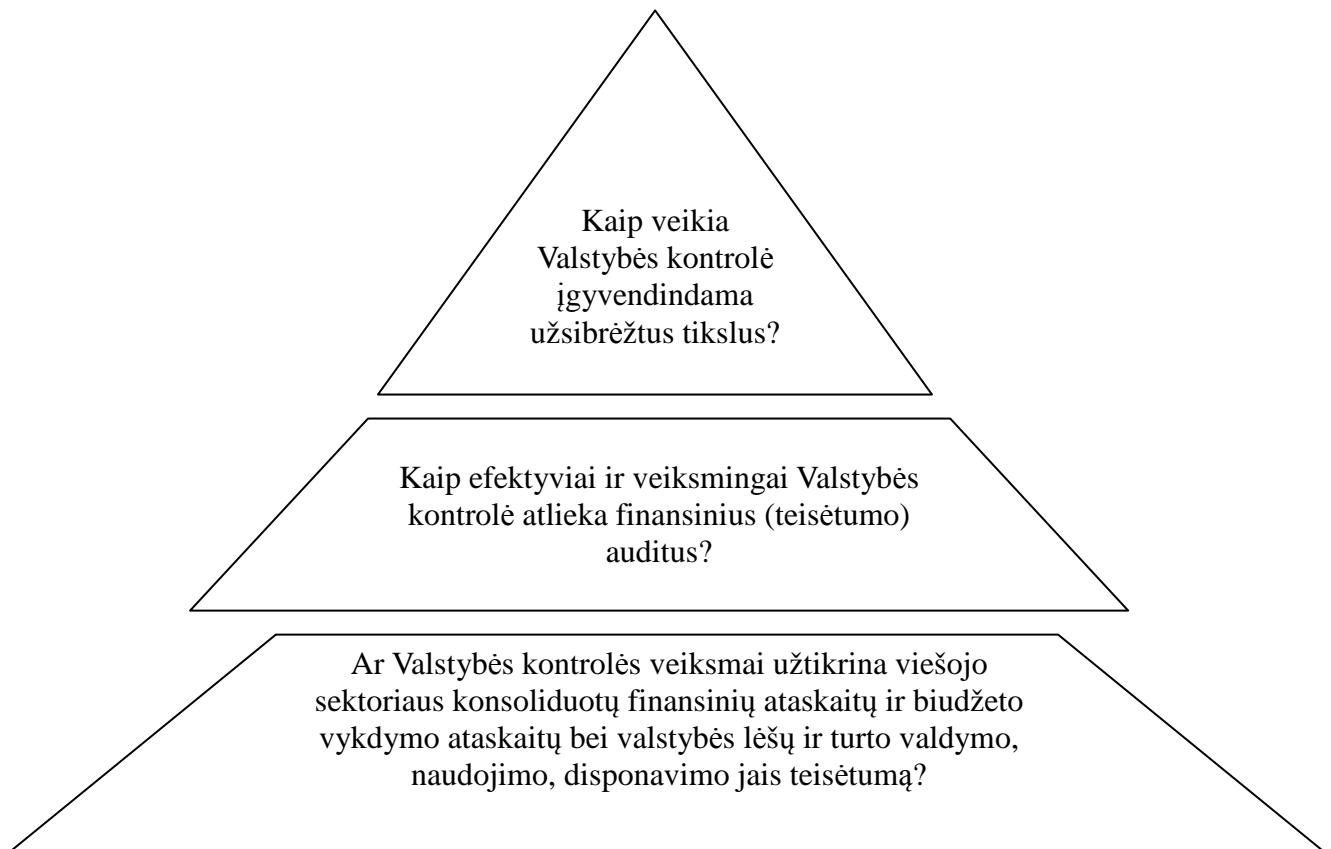 Kaip veikia
Valstybės kontrolė
įgyvendindama
užsibrėžtus tikslus?
Kaip efektyviai ir veiksmingai Valstybės
kontrolė atlieka finansinius (teisėtumo)
auditus?
Ar Valstybės kontrolės veiksmai užtikrina viešojo
sektoriaus konsoliduotų finansinių ataskaitų ir biudžeto
vykdymo ataskaitų bei valstybės lėšų ir turto valdymo,
naudojimo, disponavimo jais teisėtumą?